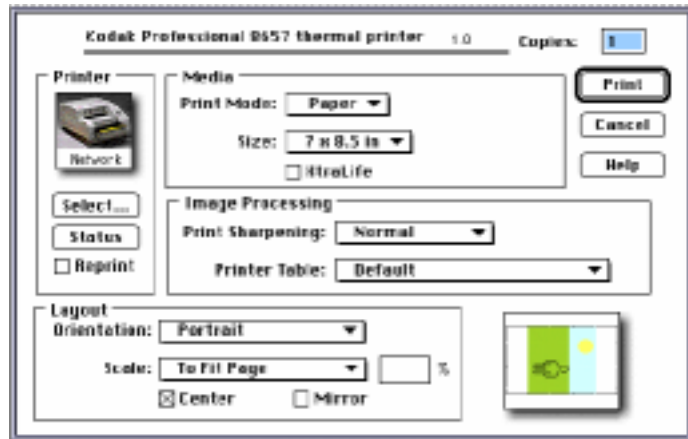 Kodak Professional 8657 thermal printer 1.0 Copies: 1
Printer
Network
Select...
Status
Reprint
Media
Print Mode: Paper
Size: 7 x 8.5 in
XtraLife
Print
Cancel
Help
Image Processing
Print Sharpening: Normal
Printer Table: Default
Layout
Orientation: Portrait
Scale: To Fit Page %
Center Mirror